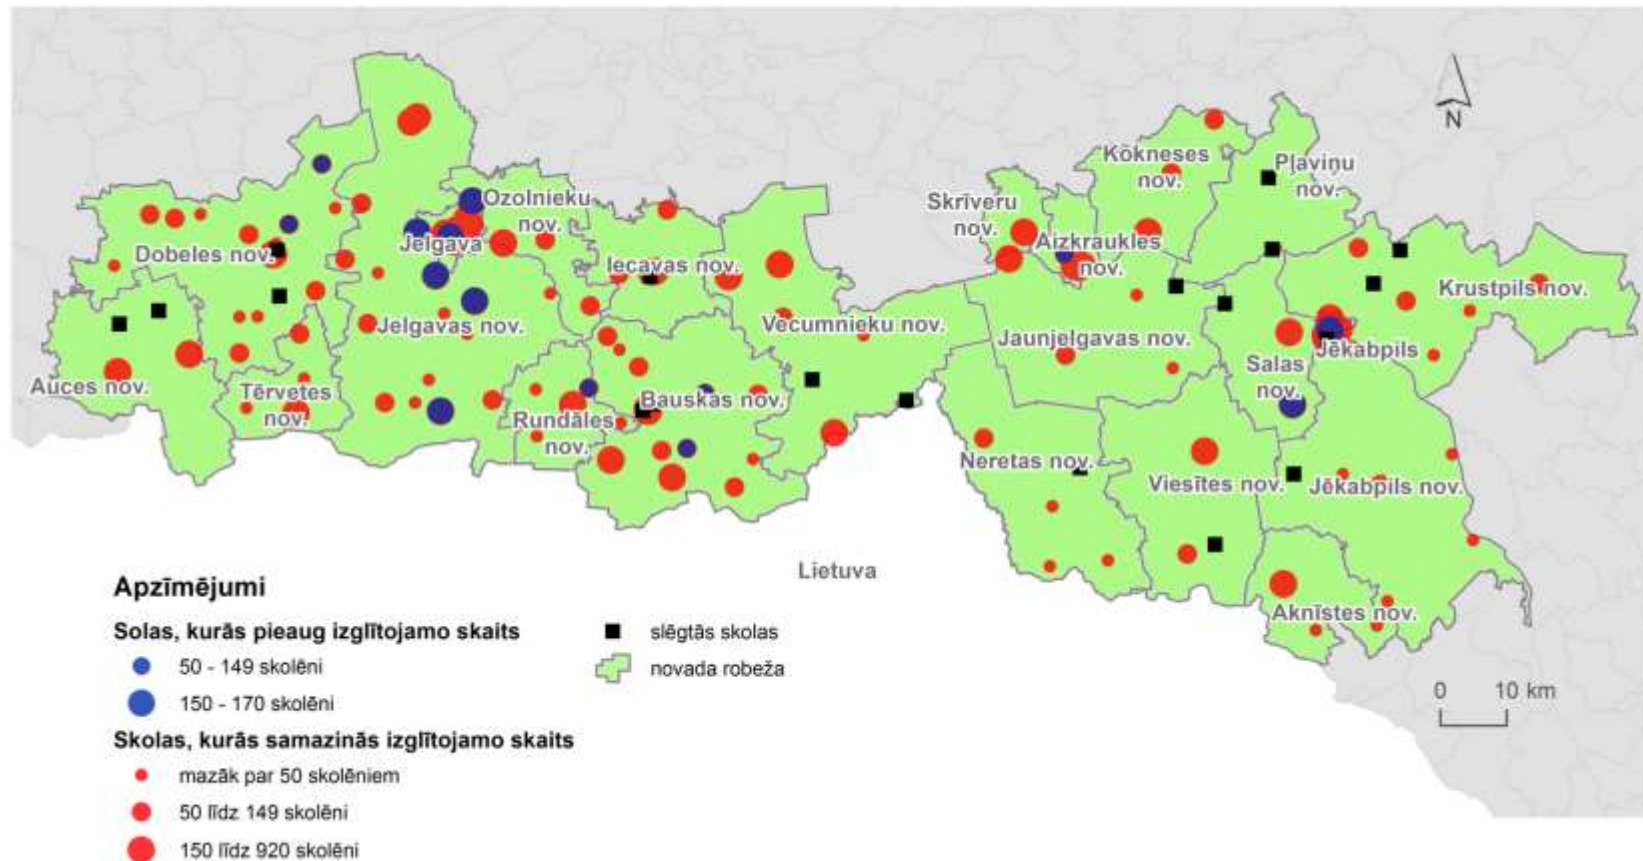 Kokneses
nov.
Pļaviņu
nov.
N
Skrīveru
nov.
Ozolnieku
nov.
Aizkraukles
nov.
Jelgava
Dobeles nov.
Iecavas nov.
Krustpils nov.
Jelgavas nov.
Vecumnieku nov.
Jaunjelgavas nov.
Jēkabpils
Salas
nov.
Auces nov.
Tērvetes
nov.
Bauskas nov.
Rundāles
nov.
Neretas nov.
Viesītes nov.
Jēkabpils nov.
Lietuva
Aknīstes nov.
Apzīmējumi
Solas, kurās pieaug izglītojamo skaits
50 - 149 skolēni
150 - 170 skolēni
Skolas, kurās samazinās izglītojamo skaits
mazāk par 50 skolēniem
50 līdz 149 skolēni
150 līdz 920 skolēni
slēgtās skolas
novada robeža
0 10 km